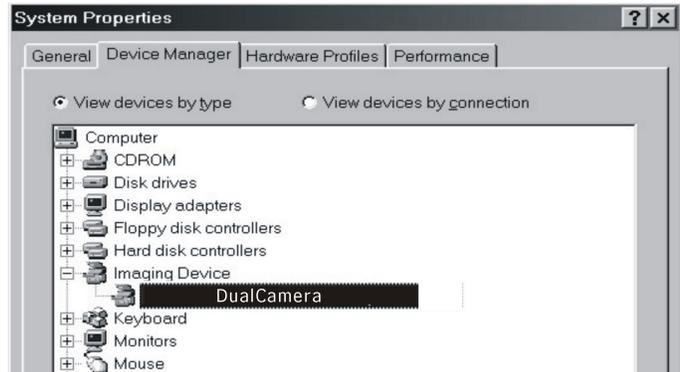 System Properties ? ×
General Device Manager Hardware Profiles Performance
View devices by type View devices by connection
Computer
CDROM
Disk drives
Display adapters
Floppy disk controllers
Hard disk controllers
Imaging Device
DualCamera
Keyboard
Monitors
Mouse